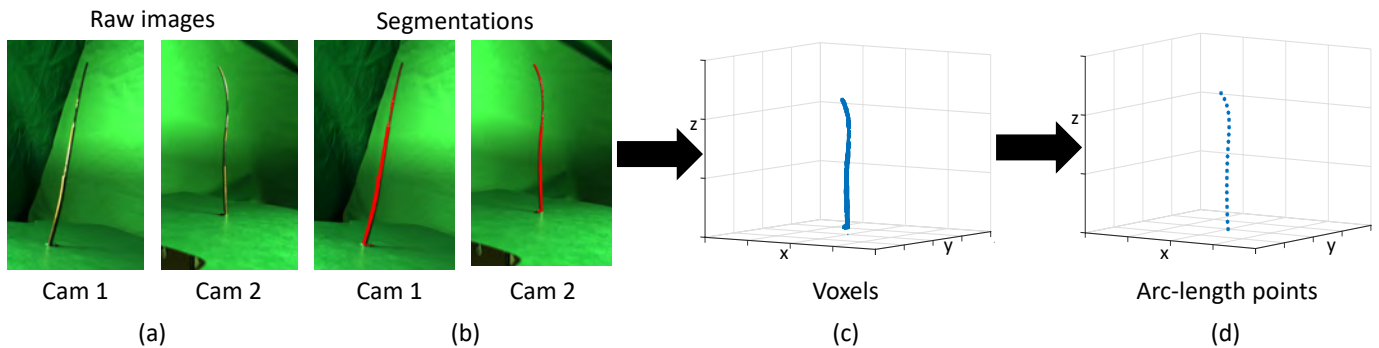 Raw images
Segmentations
Cam 1
Cam 2
(a)
Cam 1
Cam 2
(b)
z
x
y
Voxels
(c)
z
x
y
Arc-length points
(d)